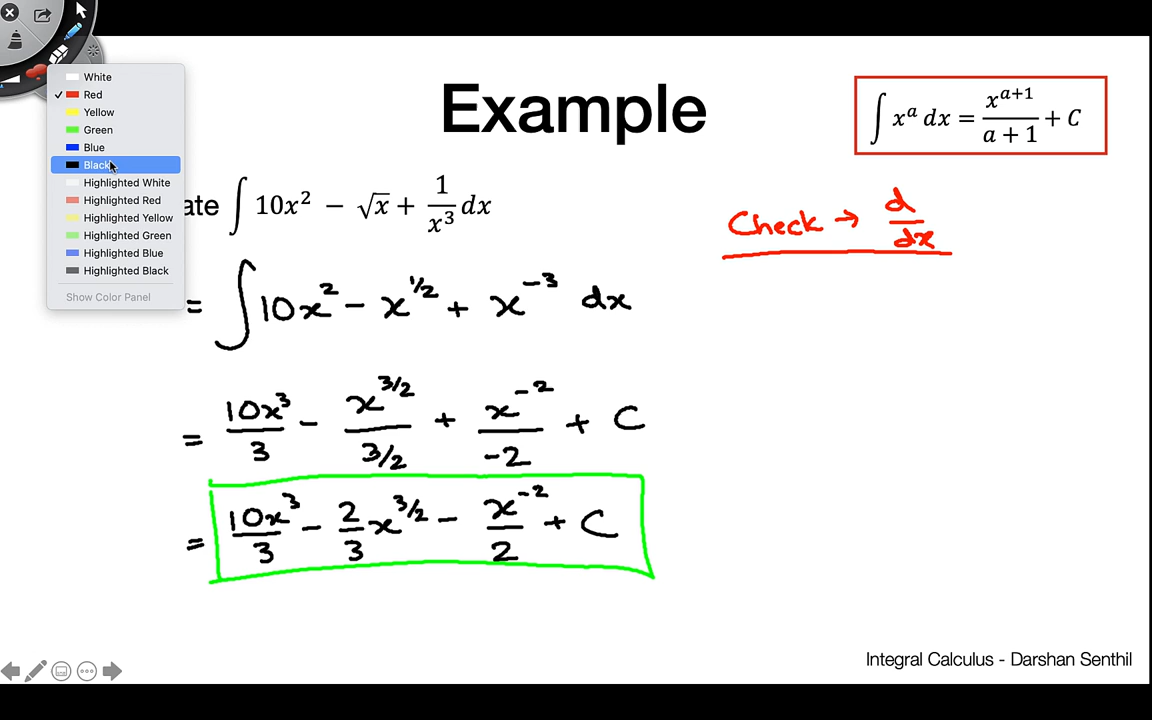 White
✓ Red
Yellow
Green
Blue
Black
Highlighted White
Highlighted Red
Highlighted Yellow
Highlighted Green
Highlighted Blue
Highlighted Black
Show Color Panel
Example
∫ xᵃ dx = xᵃ⁺¹/(a + 1) + C
ate ∫ 10x² − √x + 1/x³ dx
Check → d/dx
= ∫ 10x² − x^(1/2) + x⁻³ dx
= 10x³/3 − x^(3/2)/(3/2) + x⁻²/−2 + C
= 10x³/3 − 2/3 x^(3/2) − x⁻²/2 + C
Integral Calculus - Darshan Senthil